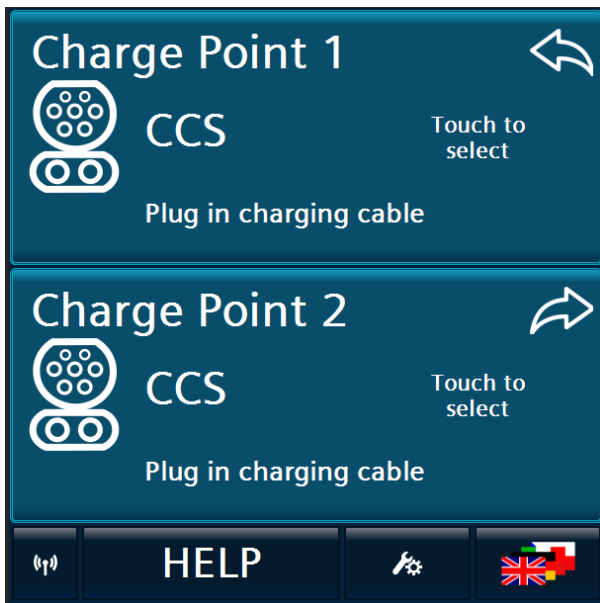 Charge Point 1
CCS
Touch to
select
Plug in charging cable
Charge Point 2
CCS
Touch to
select
Plug in charging cable
HELP